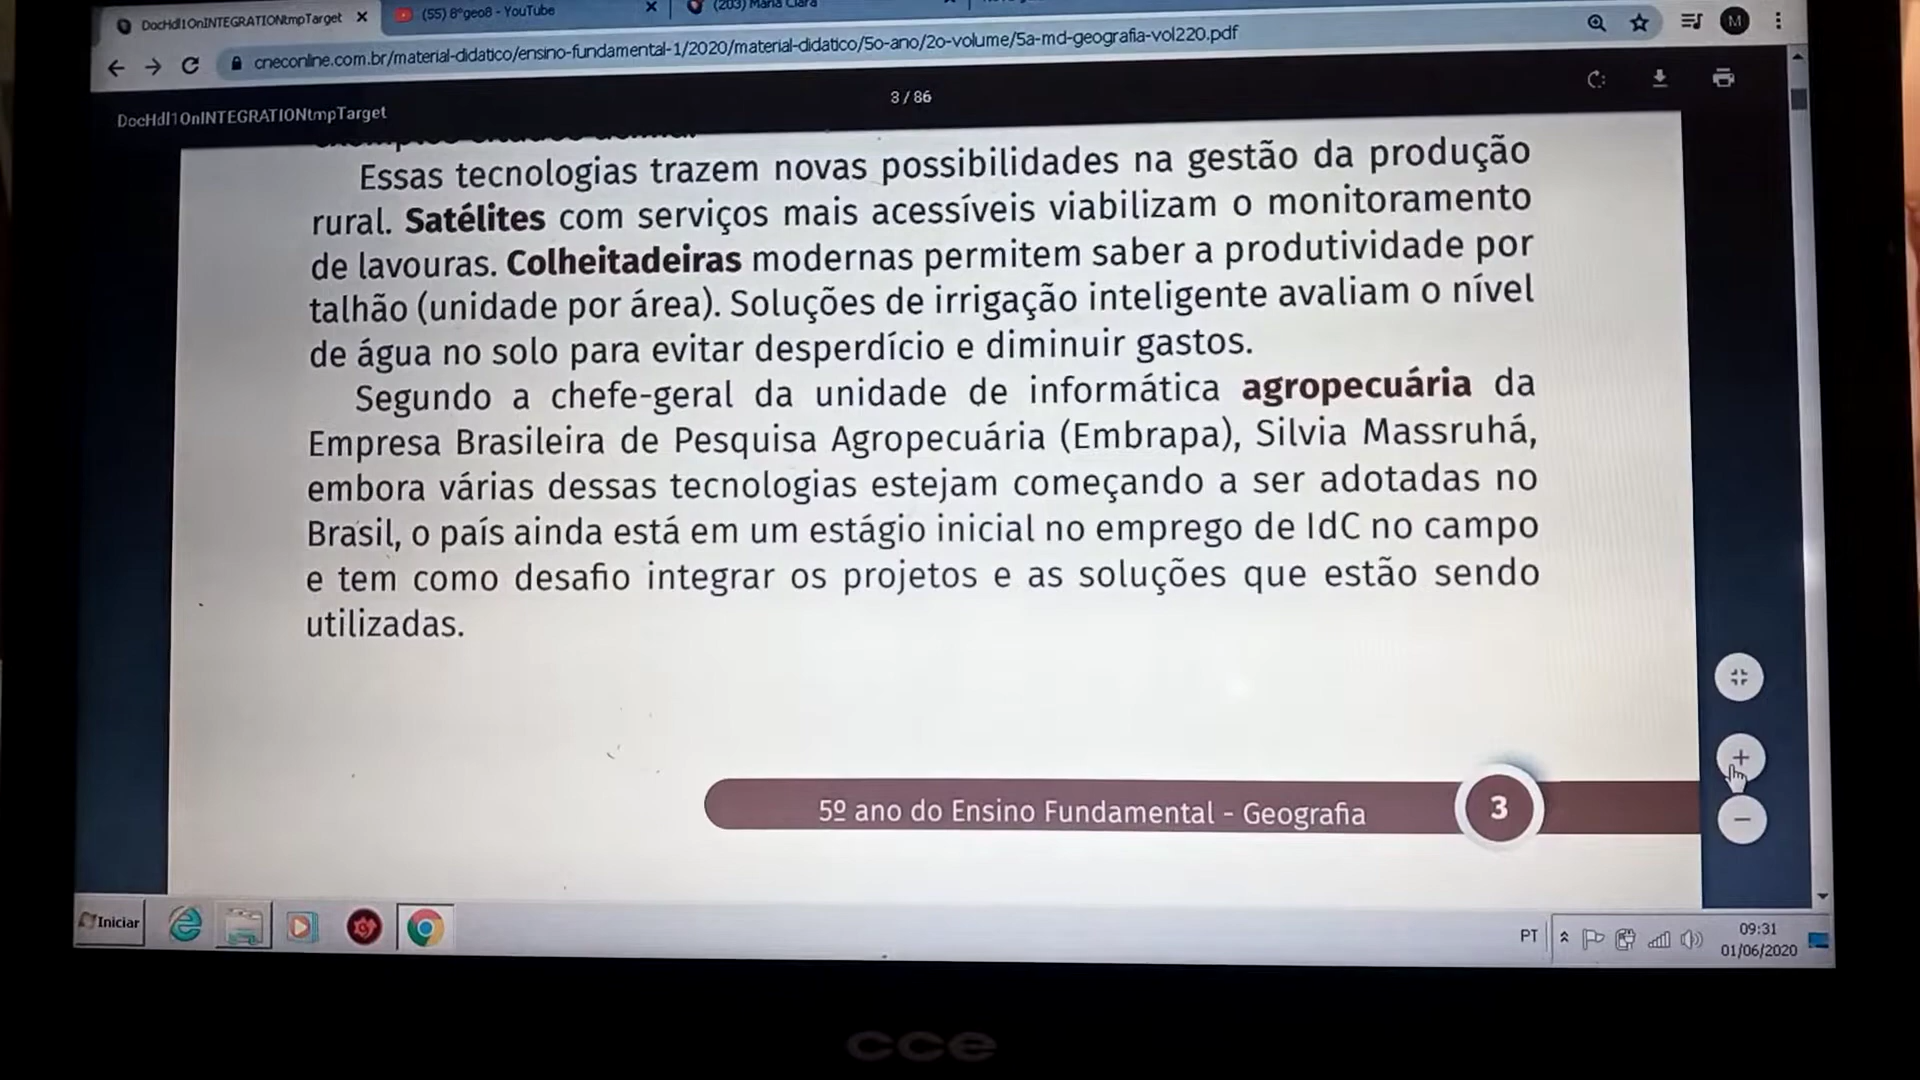 DocHdl1OnINTEGRATIONtmpTarget
(55) 8ºgeo8 - YouTube
(203) Maria Clara
cneconline.com.br/material-didatico/ensino-fundamental-1/2020/material-didatico/5o-ano/2o-volume/5a-md-geografia-vol220.pdf
M
DocHdl1OnINTEGRATIONtmpTarget
3 / 86
Essas tecnologias trazem novas possibilidades na gestão da produção
rural. Satélites com serviços mais acessíveis viabilizam o monitoramento
de lavouras. Colheitadeiras modernas permitem saber a produtividade por
talhão (unidade por área). Soluções de irrigação inteligente avaliam o nível
de água no solo para evitar desperdício e diminuir gastos.
Segundo a chefe-geral da unidade de informática agropecuária da
Empresa Brasileira de Pesquisa Agropecuária (Embrapa), Silvia Massruhá,
embora várias dessas tecnologias estejam começando a ser adotadas no
Brasil, o país ainda está em um estágio inicial no emprego de IdC no campo
e tem como desafio integrar os projetos e as soluções que estão sendo
utilizadas.
5º ano do Ensino Fundamental - Geografia
3
Iniciar
PT
09:31
01/06/2020
cce